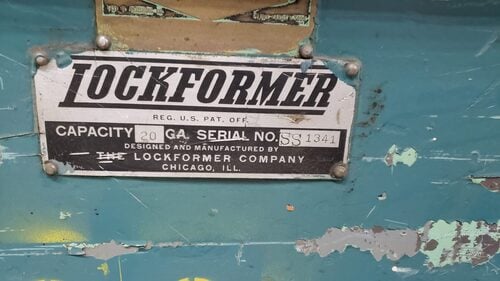 LOCKFORMER
REG. U.S. PAT. OFF.
CAPACITY 20 GA. SERIAL NO. SS 1341
DESIGNED AND MANUFACTURED BY
THE LOCKFORMER COMPANY
CHICAGO, ILL.